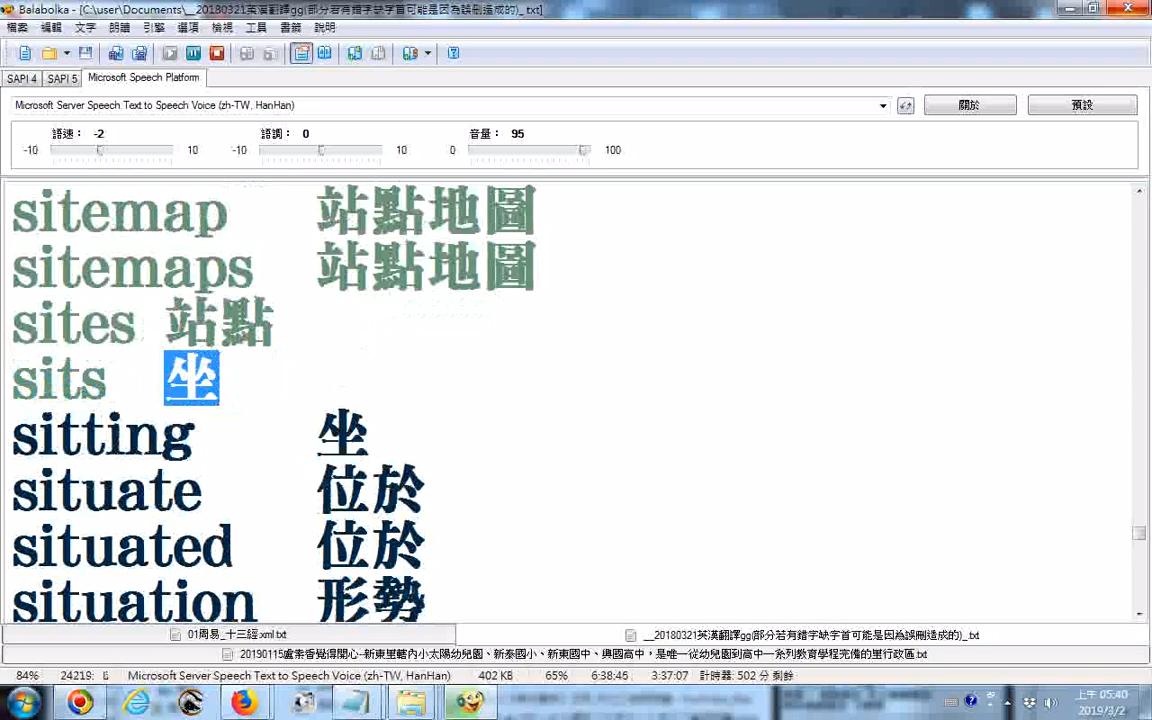 Balabolka - [C:\user\Documents\__20180321英漢翻譯gg(部分若有錯字缺字首可能是因為誤刪造成的)_.txt]
檔案 編輯 文字 朗讀 引擎 選項 檢視 工具 書籤 說明
SAPI 4 SAPI 5 Microsoft Speech Platform
Microsoft Server Speech Text to Speech Voice (zh-TW, HanHan) 關於 預設
語速： -2 語調： 0 音量： 95
-10 10 -10 10 0 100
sitemap 站點地圖
sitemaps 站點地圖
sites 站點
sits 坐
sitting 坐
situate 位於
situated 位於
situation 形勢
01周易_十三經.xml.txt __20180321英漢翻譯gg(部分若有錯字缺字首可能是因為誤刪造成的)_.txt
20190115盧素香覺得開心-新東里轄內小太陽幼兒園、新泰國小、新東國中、興國高中，是唯一從幼兒園到高中一系列教育學程完備的里行政區.txt
84% 24219: Microsoft Server Speech Text to Speech Voice (zh-TW, HanHan) 402 KB 65% 6:38:46 3:37:07 計時器: 502 分 剩餘
上午 05:40
2019/3/2